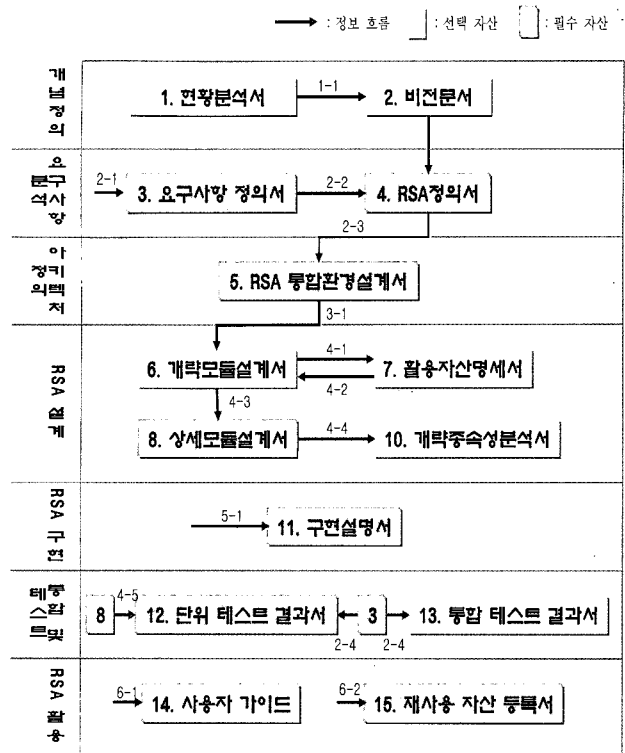 : 정보 흐름 : 선택 자산 : 필수 자산
개념정의
1. 현황분석서 1-1 2. 비전문서
요구사항 분석
2-1 3. 요구사항 정의서 2-2 4. RSA정의서
2-3
아키텍처 정의
5. RSA 통합환경설계서
3-1
RSA 설계
6. 개략모듈설계서 4-1 7. 활용자산명세서
4-2
4-3
8. 상세모듈설계서 4-4 10. 개략종속성분석서
RSA 구현
5-1 11. 구현설명서
통합 및 테스트
8 4-5 12. 단위 테스트 결과서 3 13. 통합 테스트 결과서
2-4 2-4
RSA 활용
6-1 14. 사용자 가이드 6-2 15. 재사용 자산 등록서